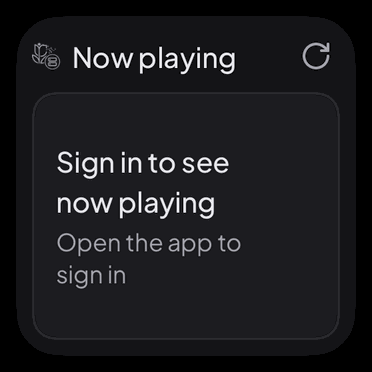 Now playing
Sign in to see
now playing
Open the app to
sign in